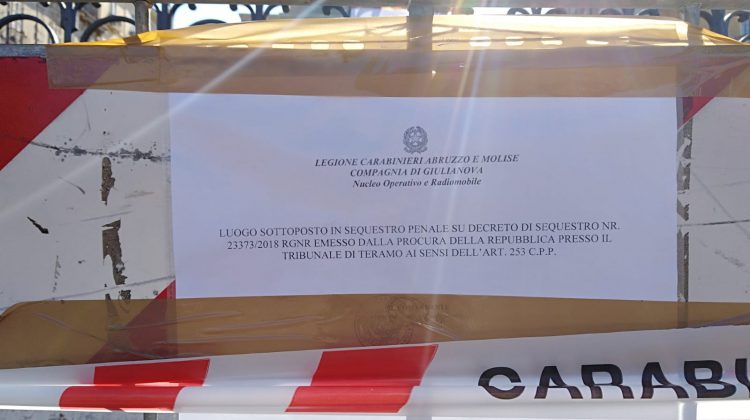 LEGIONE CARABINIERI ABRUZZO E MOLISE
COMPAGNIA DI GIULIANOVA
Nucleo Operativo e Radiomobile
LUOGO SOTTOPOSTO IN SEQUESTRO PENALE SU DECRETO DI SEQUESTRO NR.
23373/2018 RGNR EMESSO DALLA PROCURA DELLA REPUBBLICA PRESSO IL
TRIBUNALE DI TERAMO AI SENSI DELL'ART. 253 C.P.P.
CARABI